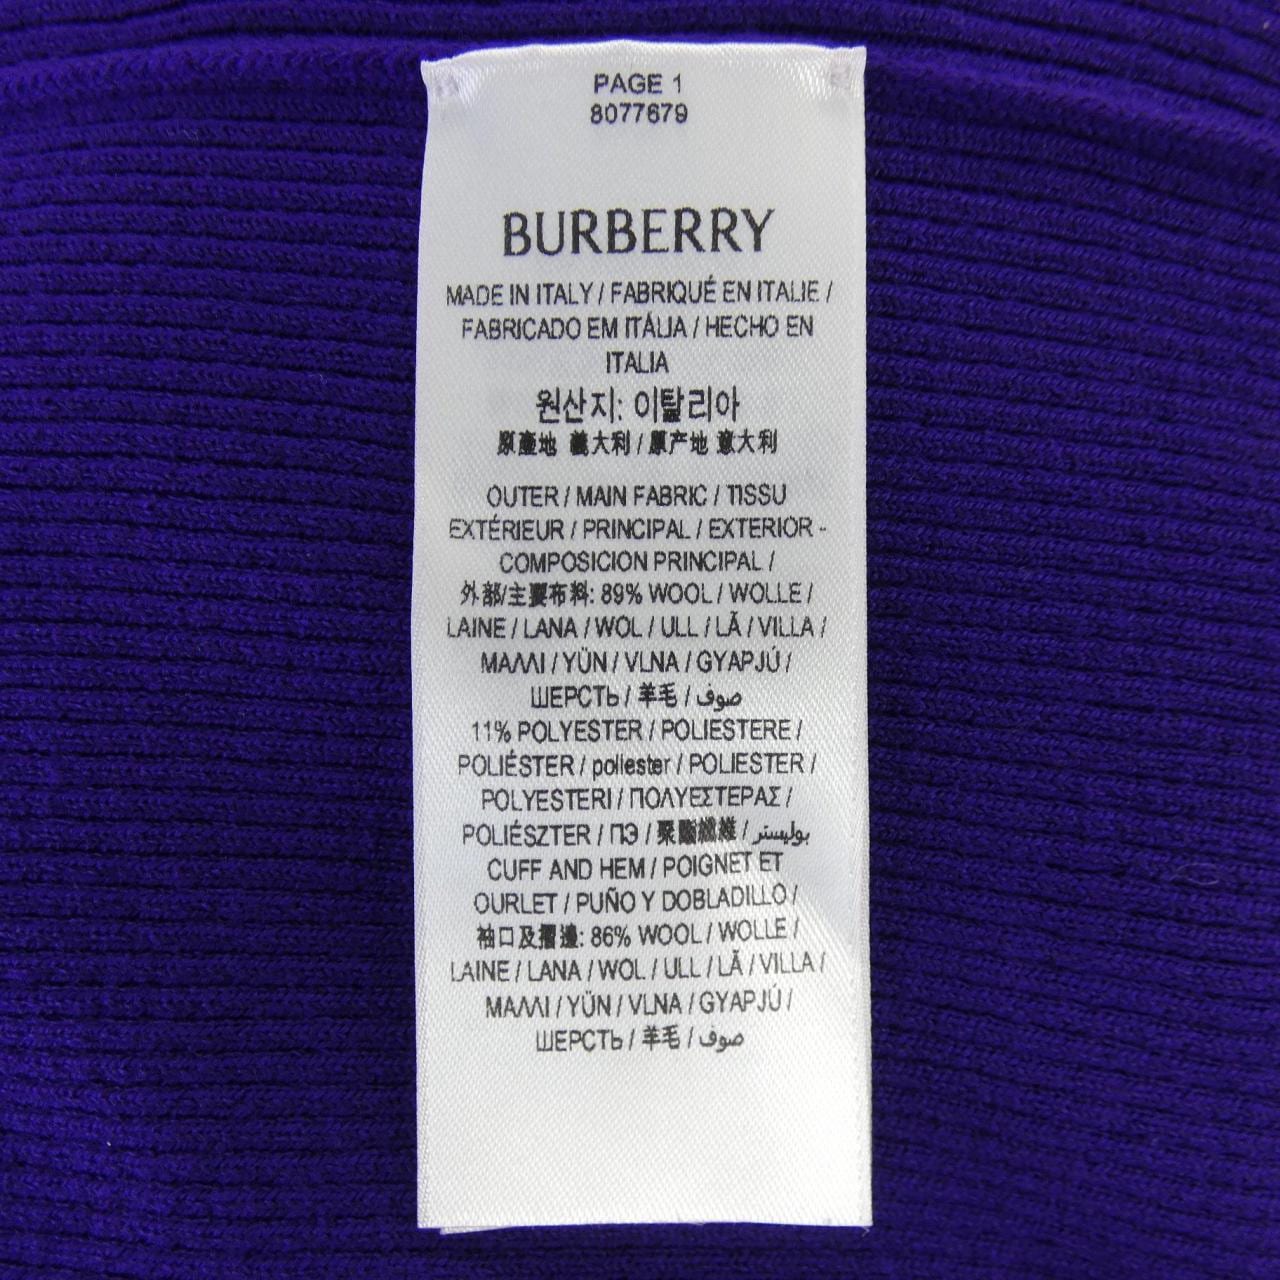 PAGE 1
8077679
BURBERRY
MADE IN ITALY / FABRIQUÉ EN ITALIE /
FABRICADO EM ITÁLIA / HECHO EN
ITALIA
원산지: 이탈리아
原產地 義大利 / 原产地 意大利
OUTER / MAIN FABRIC / TISSU
EXTÉRIEUR / PRINCIPAL / EXTERIOR -
COMPOSICION PRINCIPAL /
外部/主要布料: 89% WOOL / WOLLE /
LAINE / LANA / WOL / ULL / LÃ / VILLA /
ΜΑΛΛΙ / YÜN / VLNA / GYAPJÚ /
ШЕРСТЬ / 羊毛 / صوف
11% POLYESTER / POLIESTERE /
POLIÉSTER / poliester / POLIESTER /
POLYESTERI / ΠΟΛΥΕΣΤΕΡΑΣ /
POLIÉSZTER / ПЭ / 聚酯纖維 / بوليستر
CUFF AND HEM / POIGNET ET
OURLET / PUÑO Y DOBLADILLO /
袖口及摺邊: 86% WOOL / WOLLE /
LAINE / LANA / WOL / ULL / LÃ / VILLA /
ΜΑΛΛΙ / YÜN / VLNA / GYAPJÚ /
ШЕРСТЬ / 羊毛 / صوف